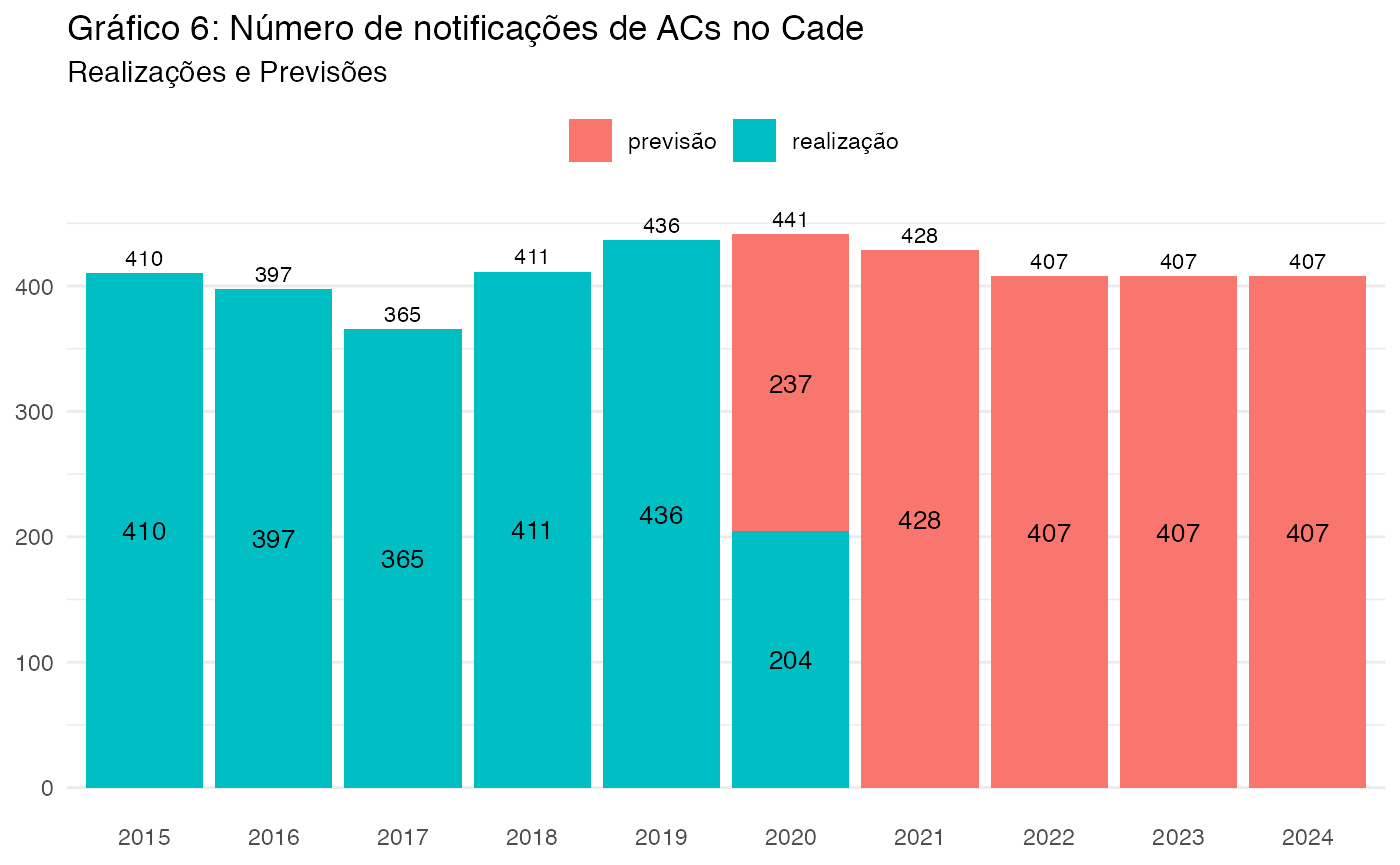 Gráfico 6: Número de notificações de ACs no Cade
Realizações e Previsões
previsão realização
410 397 365 411 436 441 428 407 407 407
400
300
200
100
0
410 397 365 411 436 237 428 407 407 407
204
2015 2016 2017 2018 2019 2020 2021 2022 2023 2024